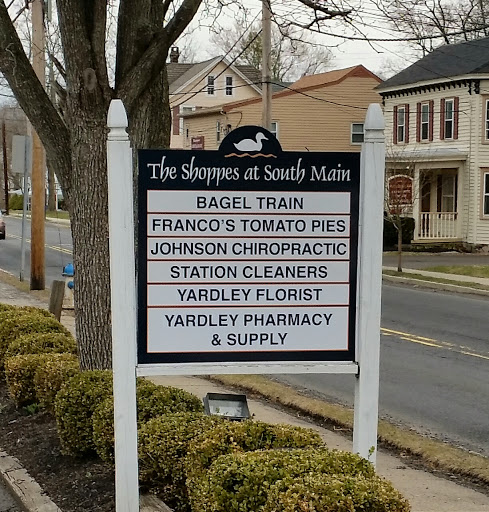 The Shoppes at South Main
BAGEL TRAIN
FRANCO'S TOMATO PIES
JOHNSON CHIROPRACTIC
STATION CLEANERS
YARDLEY FLORIST
YARDLEY PHARMACY
& SUPPLY